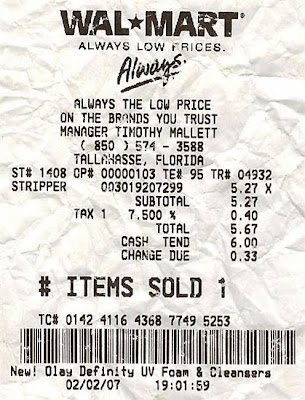 WAL★MART®
ALWAYS LOW PRICES.
Always.
ALWAYS THE LOW PRICE
ON THE BRANDS YOU TRUST
MANAGER TIMOTHY MALLETT
( 850 ) 574 - 3588
TALLAHASSE, FLORIDA
ST# 1408 OP# 00000103 TE# 95 TR# 04932
STRIPPER 003019207299 5.27 X
SUBTOTAL 5.27
TAX 1 7.500 % 0.40
TOTAL 5.67
CASH TEND 6.00
CHANGE DUE 0.33
# ITEMS SOLD 1
TC# 0142 4116 4368 7749 5253
New! Olay Definity UV Foam & Cleansers
02/02/07 19:01:59